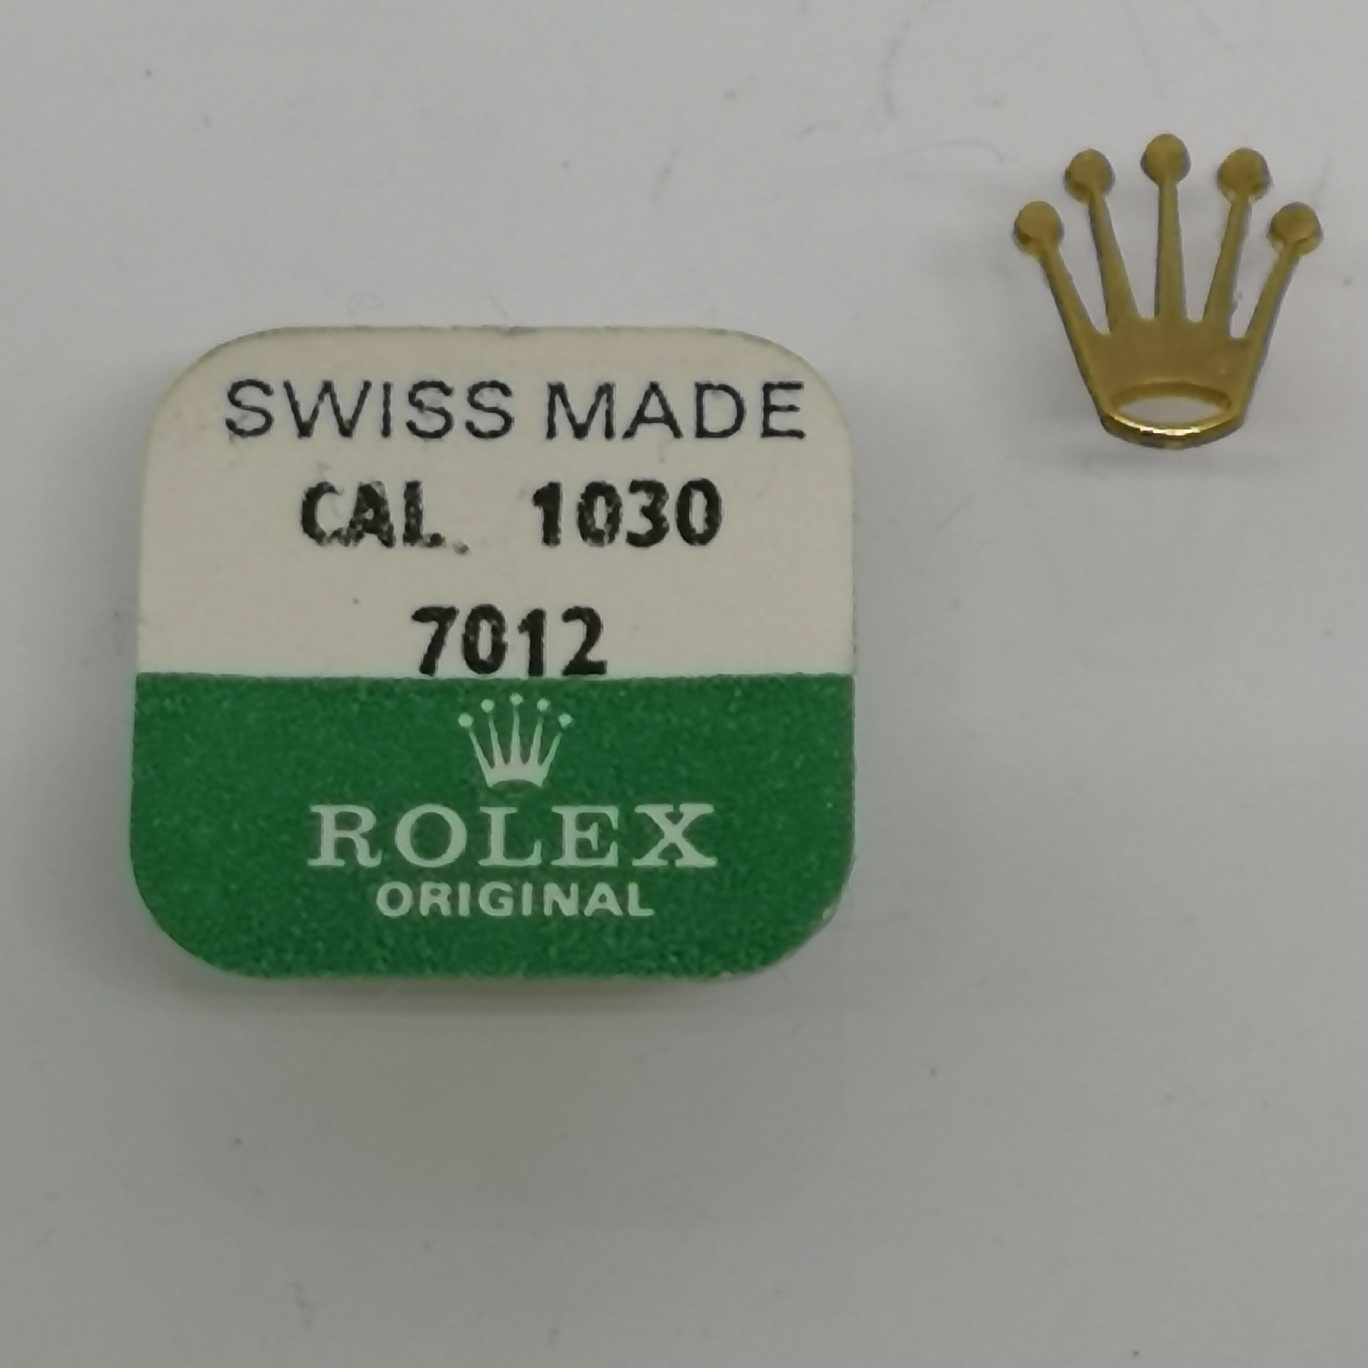 SWISS MADE
CAL. 1030
7012
ROLEX
ORIGINAL